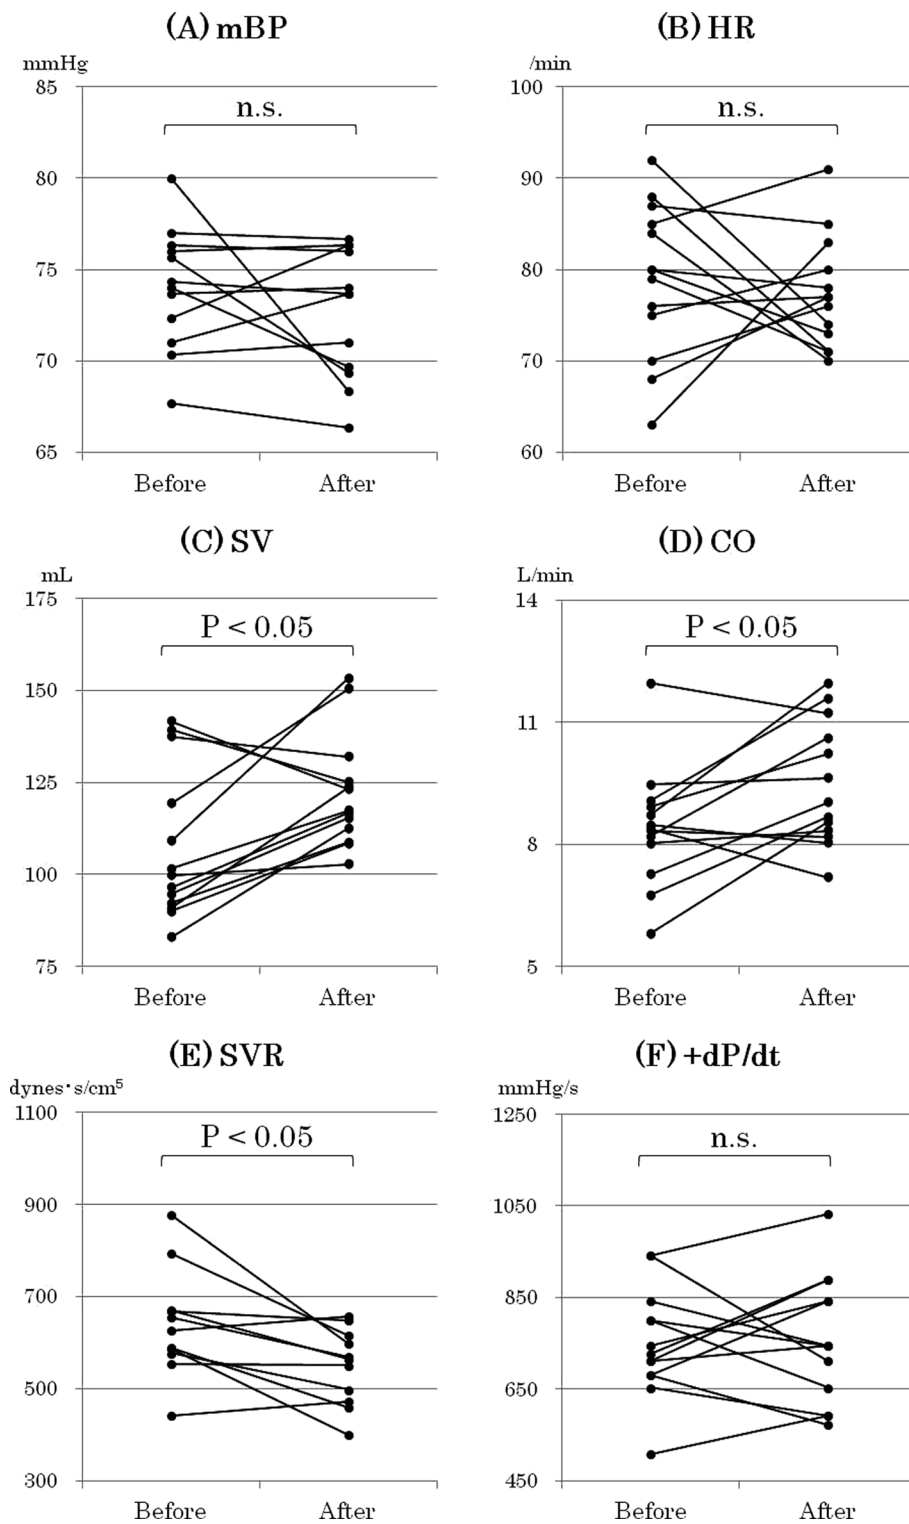 (A) mBP
mmHg
85
n.s.
80
75
70
65
Before After
(B) HR
/min
100
n.s.
90
80
70
60
Before After
(C) SV
mL
175
P < 0.05
150
125
100
75
Before After
(D) CO
L/min
14
P < 0.05
11
8
5
Before After
(E) SVR
dynes・s/cm⁵
1100
P < 0.05
900
700
500
300
Before After
(F) +dP/dt
mmHg/s
1250
n.s.
1050
850
650
450
Before After